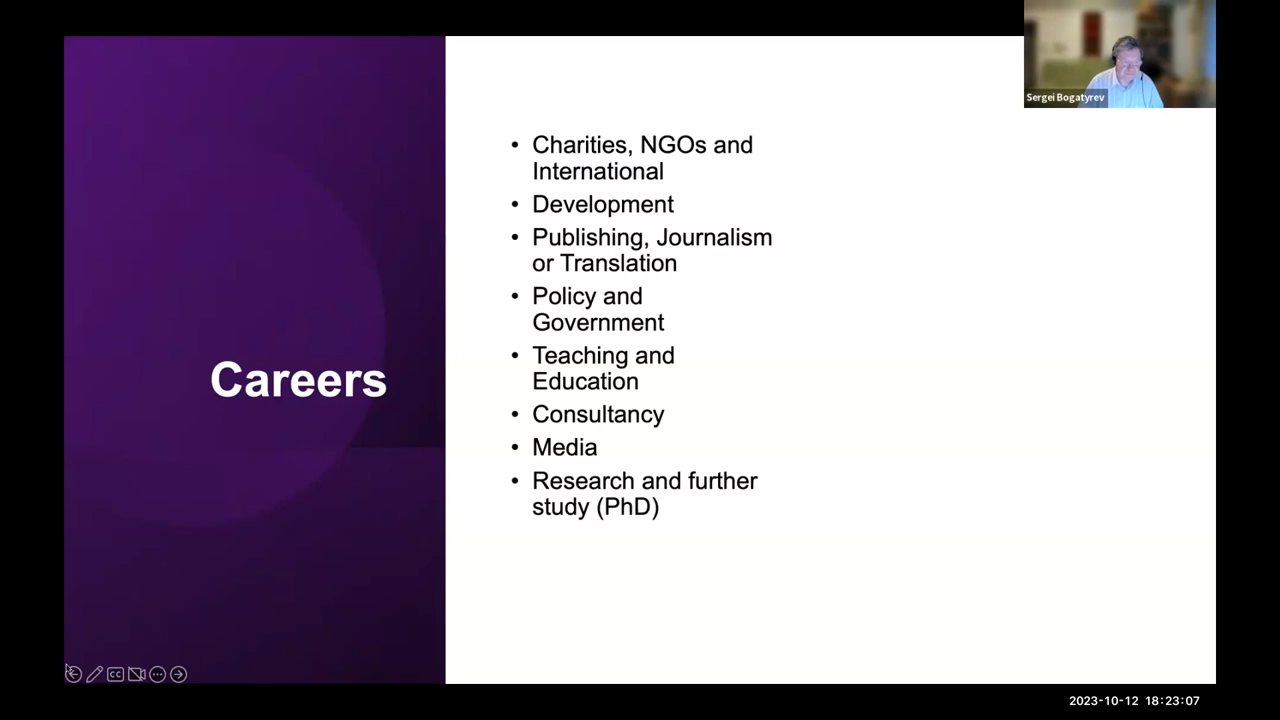 Sergei Bogatyrev
Careers
• Charities, NGOs and
International
• Development
• Publishing, Journalism
or Translation
• Policy and
Government
• Teaching and
Education
• Consultancy
• Media
• Research and further
study (PhD)
CC
2023-10-12 18:23:07